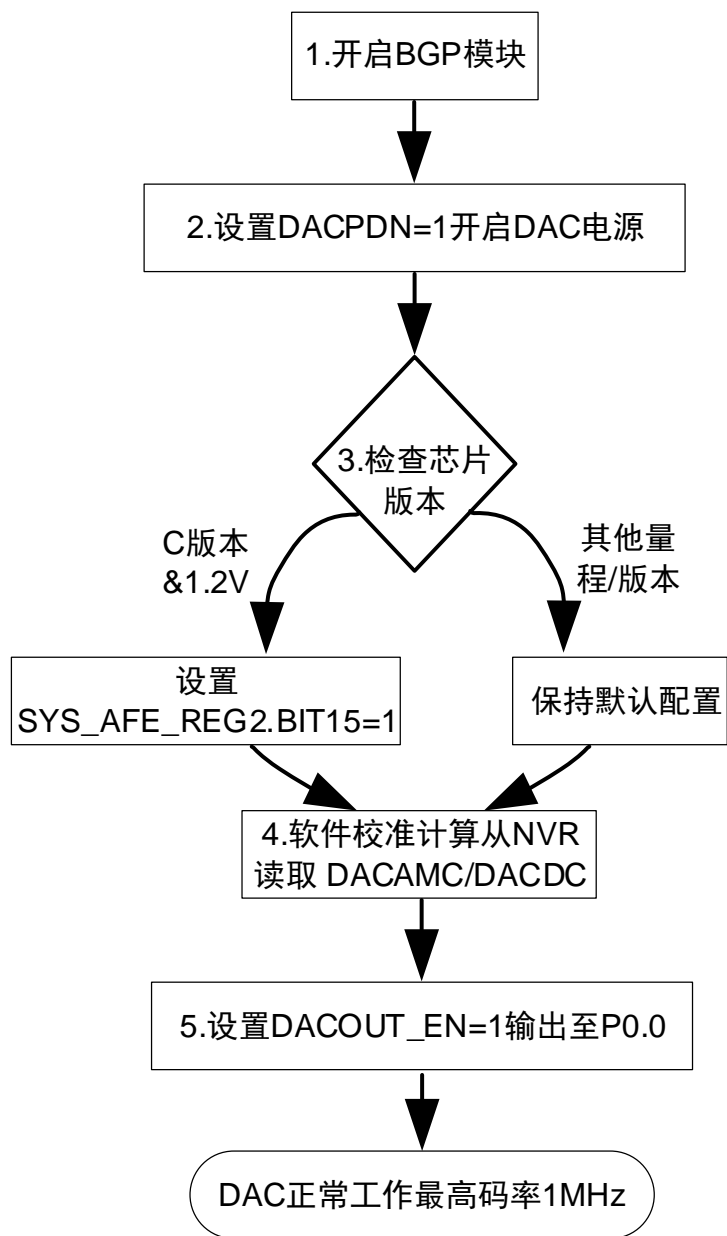 1.开启BGP模块
2.设置DACPDN=1开启DAC电源
3.检查芯片
版本
C版本
&1.2V
其他量
程/版本
设置
SYS_AFE_REG2.BIT15=1
保持默认配置
4.软件校准计算从NVR
读取 DACAMC/DACDC
5.设置DACOUT_EN=1输出至P0.0
DAC正常工作最高码率1MHz